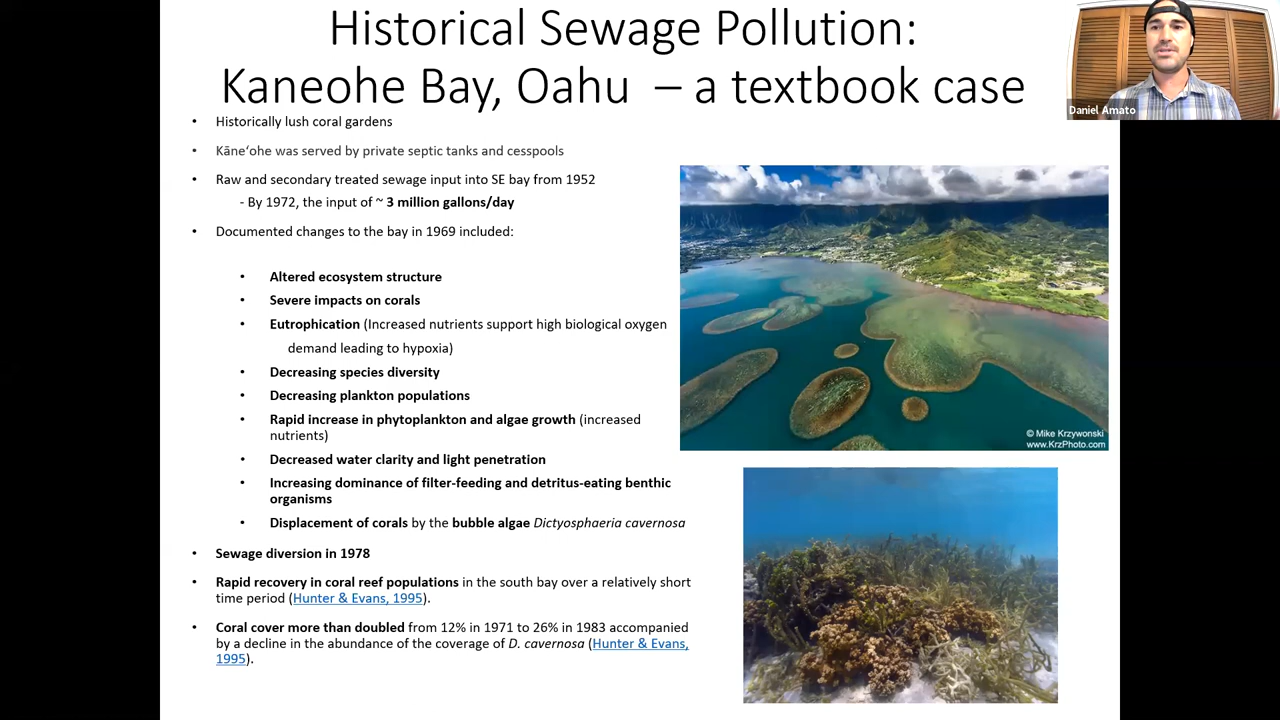 Historical Sewage Pollution:
Kaneohe Bay, Oahu – a textbook case
Daniel Amato
• Historically lush coral gardens
• Kāneʻohe was served by private septic tanks and cesspools
• Raw and secondary treated sewage input into SE bay from 1952
- By 1972, the input of ~ 3 million gallons/day
• Documented changes to the bay in 1969 included:
• Altered ecosystem structure
• Severe impacts on corals
• Eutrophication (Increased nutrients support high biological oxygen
demand leading to hypoxia)
• Decreasing species diversity
• Decreasing plankton populations
• Rapid increase in phytoplankton and algae growth (increased
nutrients)
• Decreased water clarity and light penetration
• Increasing dominance of filter-feeding and detritus-eating benthic
organisms
• Displacement of corals by the bubble algae Dictyosphaeria cavernosa
• Sewage diversion in 1978
• Rapid recovery in coral reef populations in the south bay over a relatively short
time period (Hunter & Evans, 1995).
• Coral cover more than doubled from 12% in 1971 to 26% in 1983 accompanied
by a decline in the abundance of the coverage of D. cavernosa (Hunter & Evans,
1995).
© Mike Krzywonski
www.KrzPhoto.com